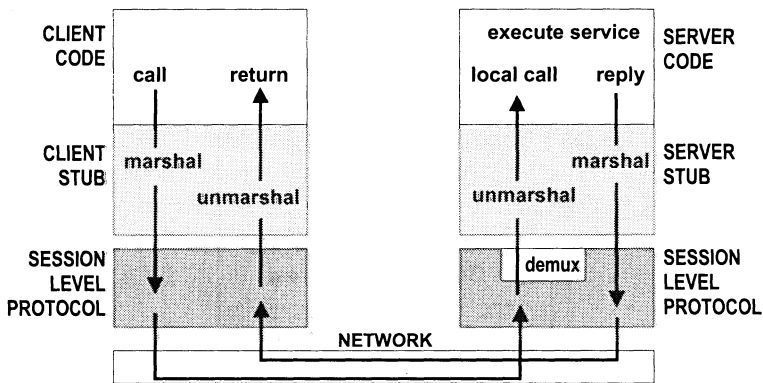 CLIENT
CODE
call
return
execute service
local call
reply
SERVER
CODE
CLIENT
STUB
marshal
unmarshal
marshal
unmarshal
SERVER
STUB
SESSION
LEVEL
PROTOCOL
demux
SESSION
LEVEL
PROTOCOL
NETWORK